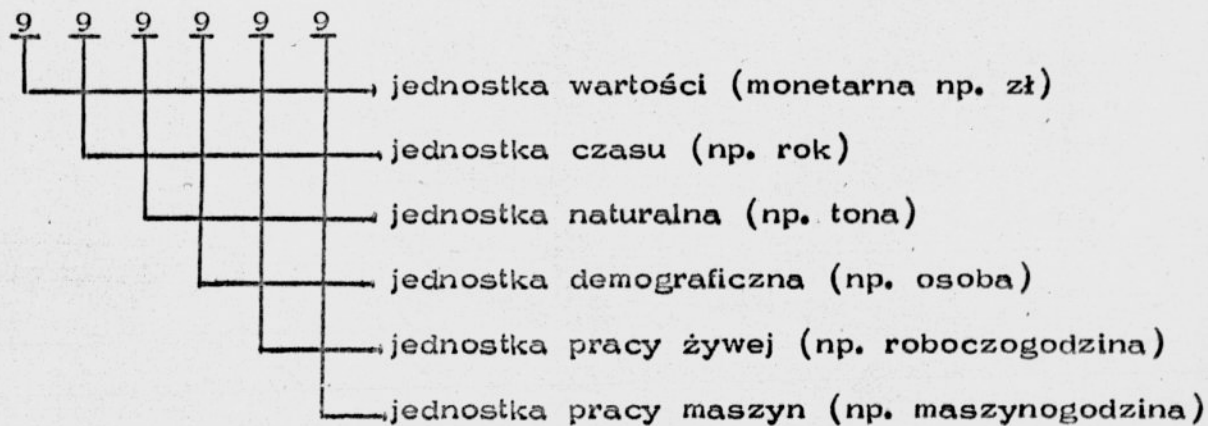 9 9 9 9 9 9
jednostka wartości (monetarna np. zł)
jednostka czasu (np. rok)
jednostka naturalna (np. tona)
jednostka demograficzna (np. osoba)
jednostka pracy żywej (np. roboczogodzina)
jednostka pracy maszyn (np. maszynogodzina)